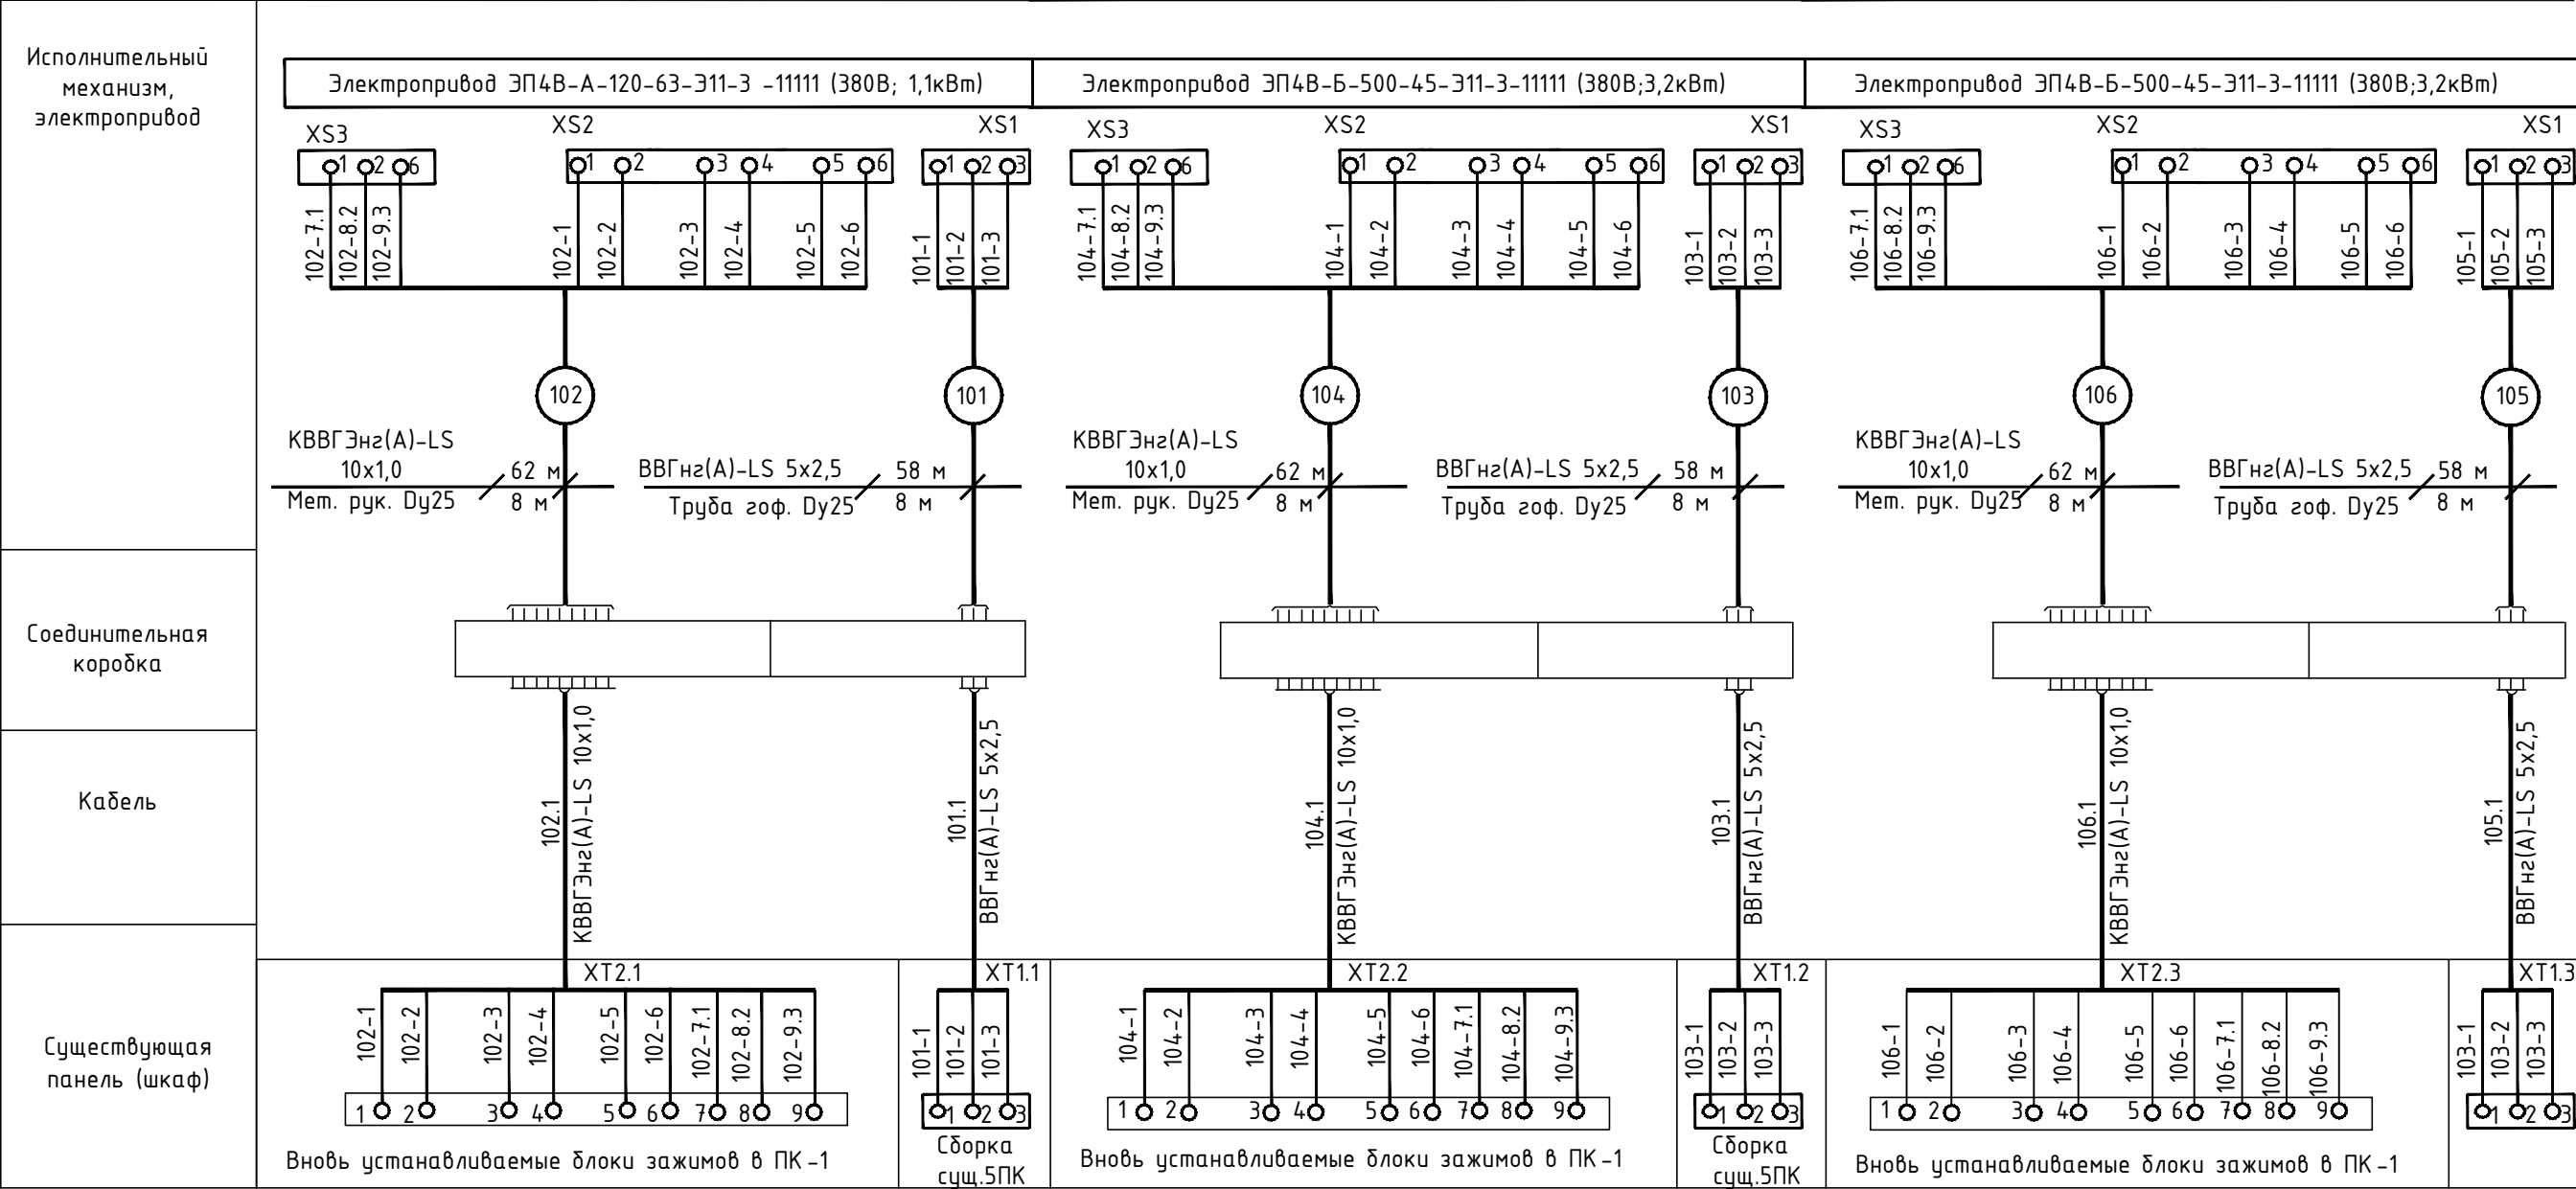 Исполнительный
механизм,
электропривод
Электропривод ЭП4В-А-120-63-Э11-3 -11111 (380В; 1,1кВт)
Электропривод ЭП4В-Б-500-45-Э11-3-11111 (380В;3,2кВт)
Электропривод ЭП4В-Б-500-45-Э11-3-11111 (380В;3,2кВт)
XS3
XS2
XS1
XS3
XS2
XS1
XS3
XS2
XS1
1 2 6
1 2 3 4 5 6
1 2 3
1 2 6
1 2 3 4 5 6
1 2 3
1 2 6
1 2 3 4 5 6
1 2 3
102-7.1
102-8.2
102-9.3
102-1
102-2
102-3
102-4
102-5
102-6
101-1
101-2
101-3
104-7.1
104-8.2
104-9.3
104-1
104-2
104-3
104-4
104-5
104-6
103-1
103-2
103-3
106-7.1
106-8.2
106-9.3
106-1
106-2
106-3
106-4
106-5
106-6
105-1
105-2
105-3
102
101
104
103
106
105
КВВГЭнг(А)-LS
10х1,0
62 м
Мет. рук. Dy25
8 м
ВВГнг(А)-LS 5х2,5
58 м
Труба гоф. Dy25
8 м
КВВГЭнг(А)-LS
10х1,0
62 м
Мет. рук. Dy25
8 м
ВВГнг(А)-LS 5х2,5
58 м
Труба гоф. Dy25
8 м
КВВГЭнг(А)-LS
10х1,0
62 м
Мет. рук. Dy25
8 м
ВВГнг(А)-LS 5х2,5
58 м
Труба гоф. Dy25
8 м
Соединительная
коробка
Кабель
102.1
КВВГЭнг(А)-LS 10х1,0
101.1
ВВГнг(А)-LS 5х2,5
104.1
КВВГЭнг(А)-LS 10х1,0
103.1
ВВГнг(А)-LS 5х2,5
106.1
КВВГЭнг(А)-LS 10х1,0
105.1
ВВГнг(А)-LS 5х2,5
Существующая
панель (шкаф)
XT2.1
XT1.1
XT2.2
XT1.2
XT2.3
XT1.3
102-1
102-2
102-3
102-4
102-5
102-6
102-7.1
102-8.2
102-9.3
101-1
101-2
101-3
104-1
104-2
104-3
104-4
104-5
104-6
104-7.1
104-8.2
104-9.3
103-1
103-2
103-3
106-1
106-2
106-3
106-4
106-5
106-6
106-7.1
106-8.2
106-9.3
103-1
103-2
103-3
1 2 3 4 5 6 7 8 9
1 2 3
1 2 3 4 5 6 7 8 9
1 2 3
1 2 3 4 5 6 7 8 9
1 2 3
Вновь устанавливаемые блоки зажимов в ПК-1
Сборка
сущ.5ПК
Вновь устанавливаемые блоки зажимов в ПК-1
Сборка
сущ.5ПК
Вновь устанавливаемые блоки зажимов в ПК-1